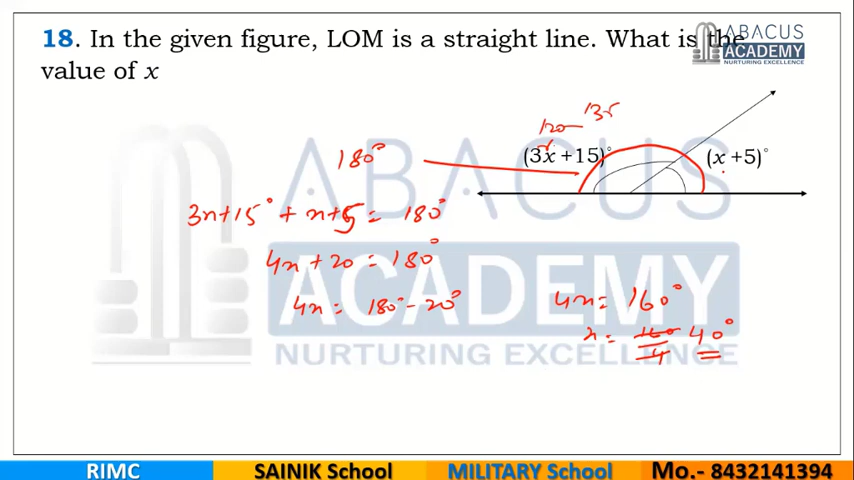 18. In the given figure, LOM is a straight line. What is the
value of x
ABACUS
ACADEMY
NURTURING EXCELLENCE
120 135
180°
(3x +15)°
(x +5)°
3x+15° + x+5 = 180°
4x + 20 = 180°
4x = 180° - 20°
4x = 160°
x = 160/4 40°
ABACUS
ACADEMY
NURTURING EXCELLENCE
RIMC SAINIK School MILITARY School Mo.- 8432141394